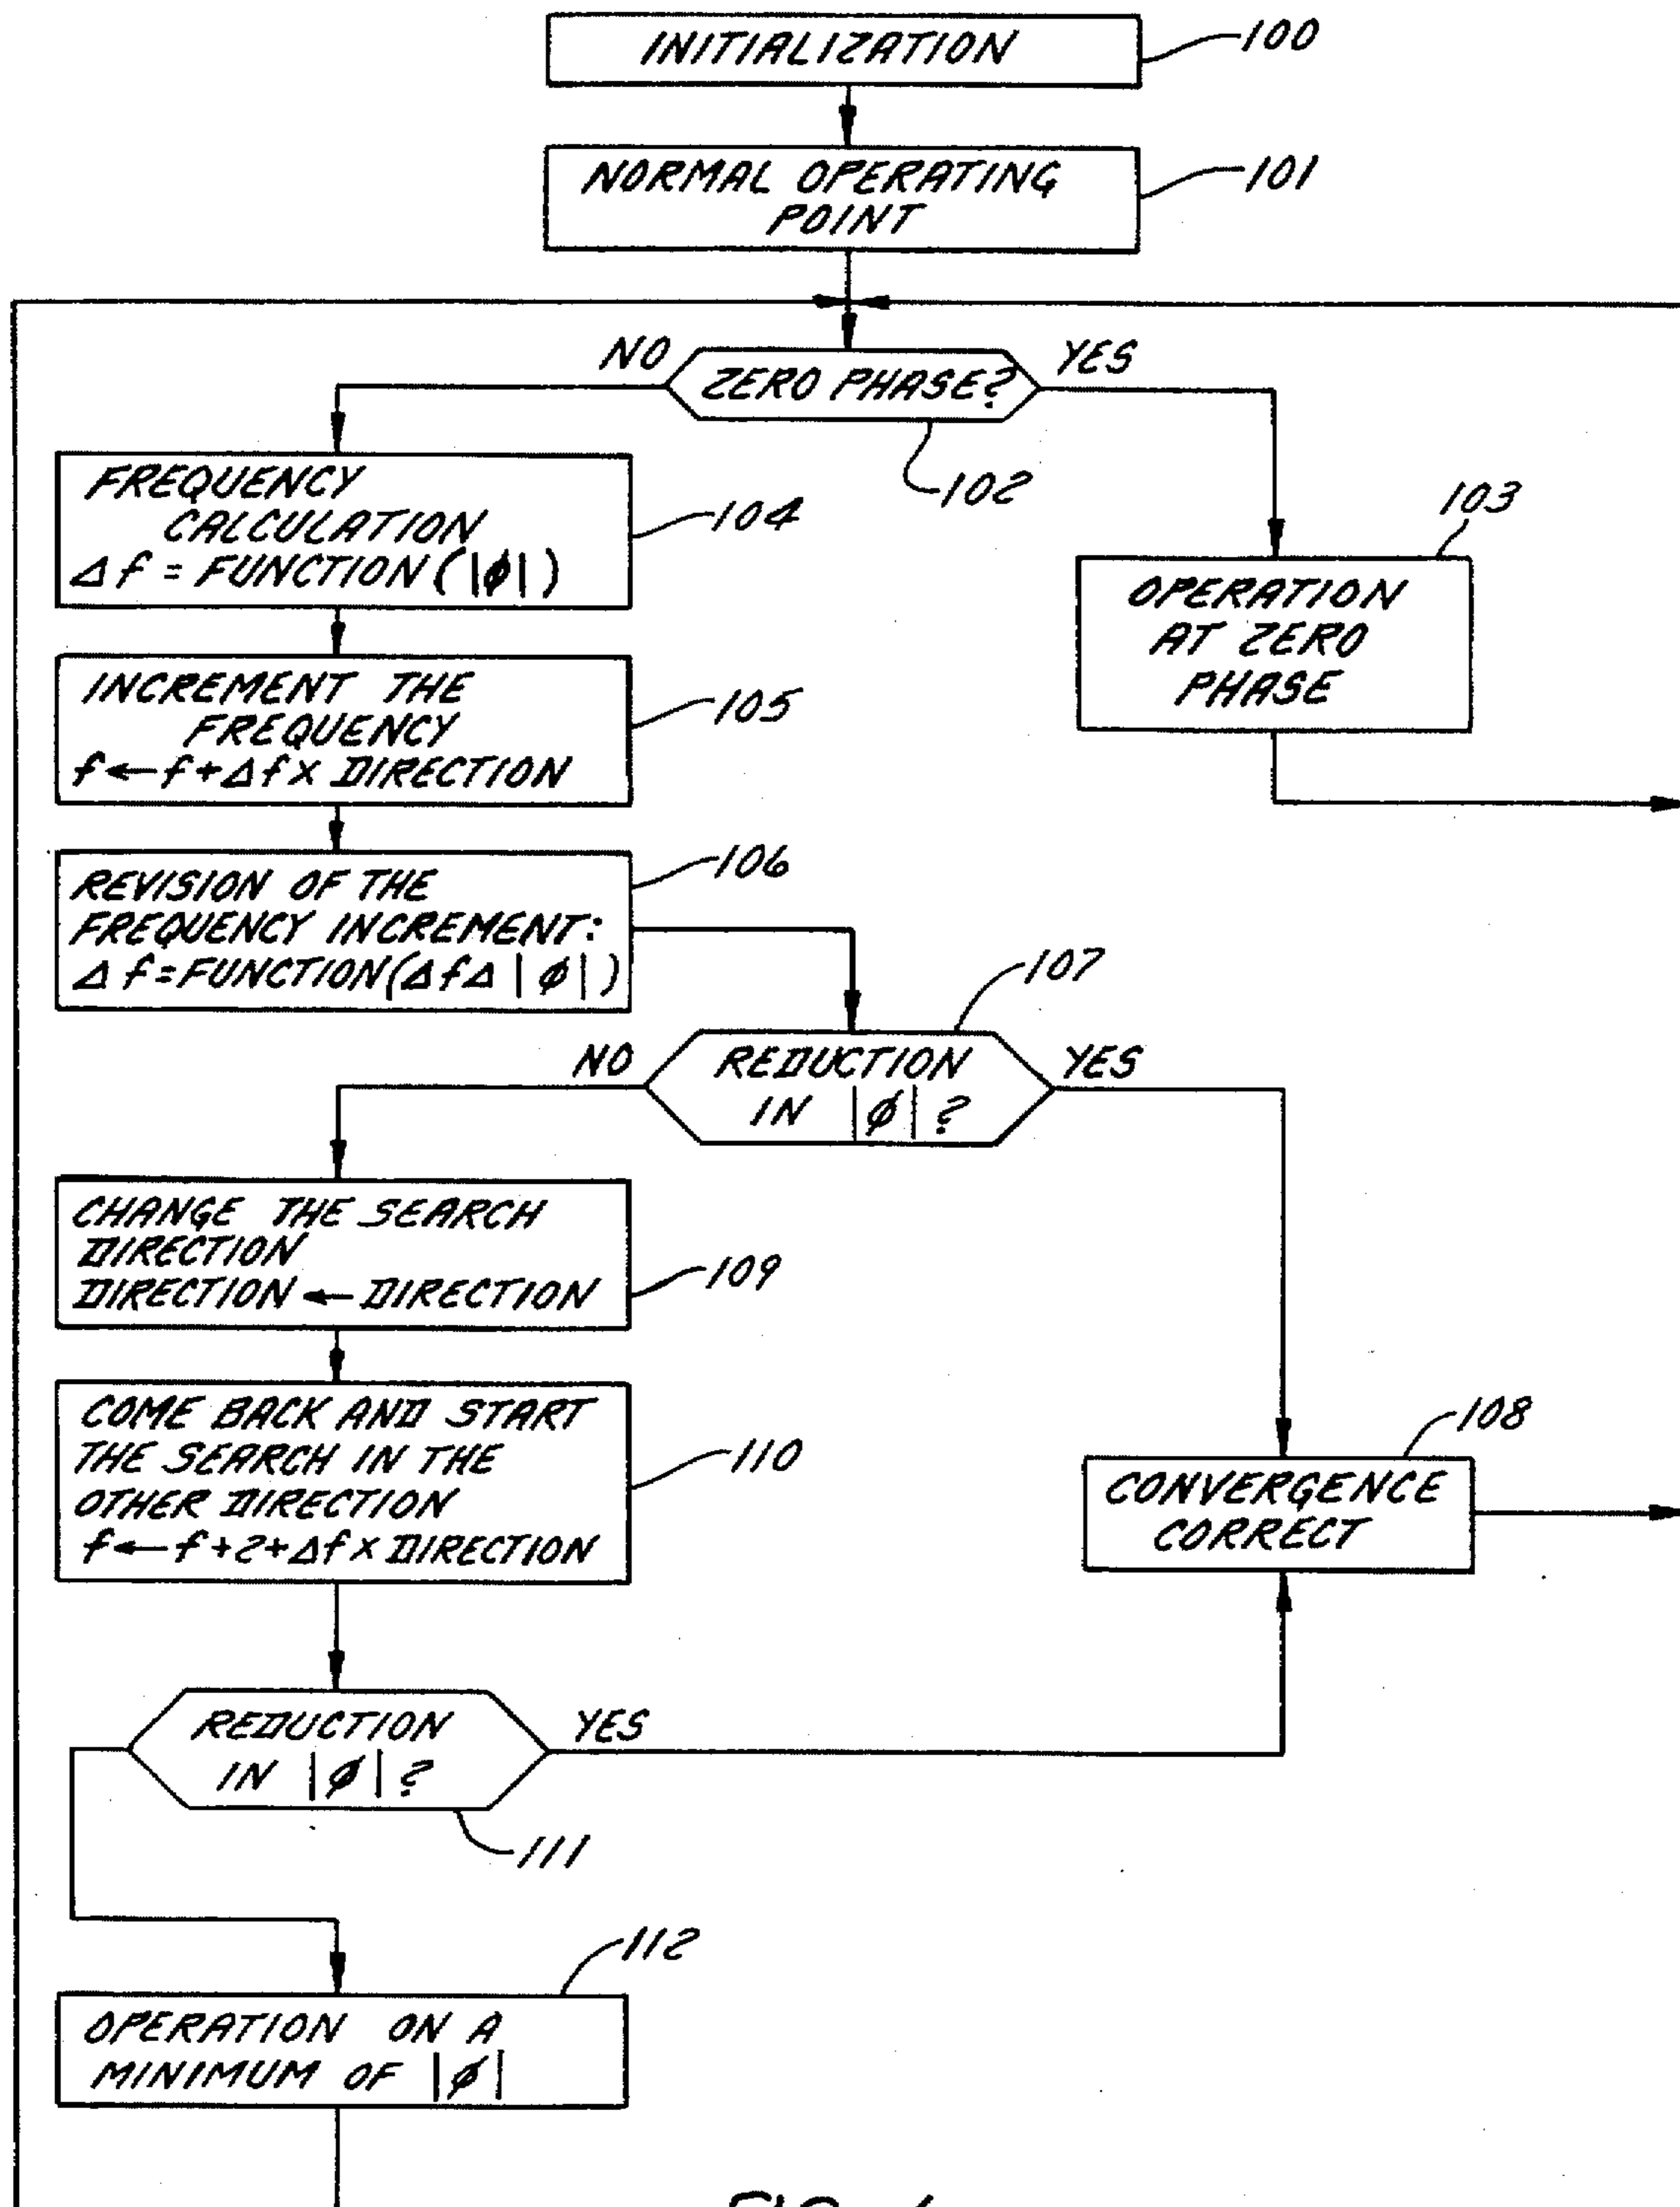 INITIALIZATION
100
NORMAL OPERATING
POINT
101
NO
ZERO PHASE?
YES
102
FREQUENCY
CALCULATION
Δf = FUNCTION (|φ|)
104
103
OPERATION
AT ZERO
PHASE
INCREMENT THE
FREQUENCY
f ← f + Δf x DIRECTION
105
REVISION OF THE
FREQUENCY INCREMENT:
Δf = FUNCTION (Δf Δ |φ|)
106
107
NO
REDUCTION
IN |φ| ?
YES
CHANGE THE SEARCH
DIRECTION
DIRECTION ← DIRECTION
109
COME BACK AND START
THE SEARCH IN THE
OTHER DIRECTION
f ← f + 2 + Δf x DIRECTION
110
108
CONVERGENCE
CORRECT
REDUCTION
IN |φ| ?
YES
111
112
OPERATION ON A
MINIMUM OF |φ|